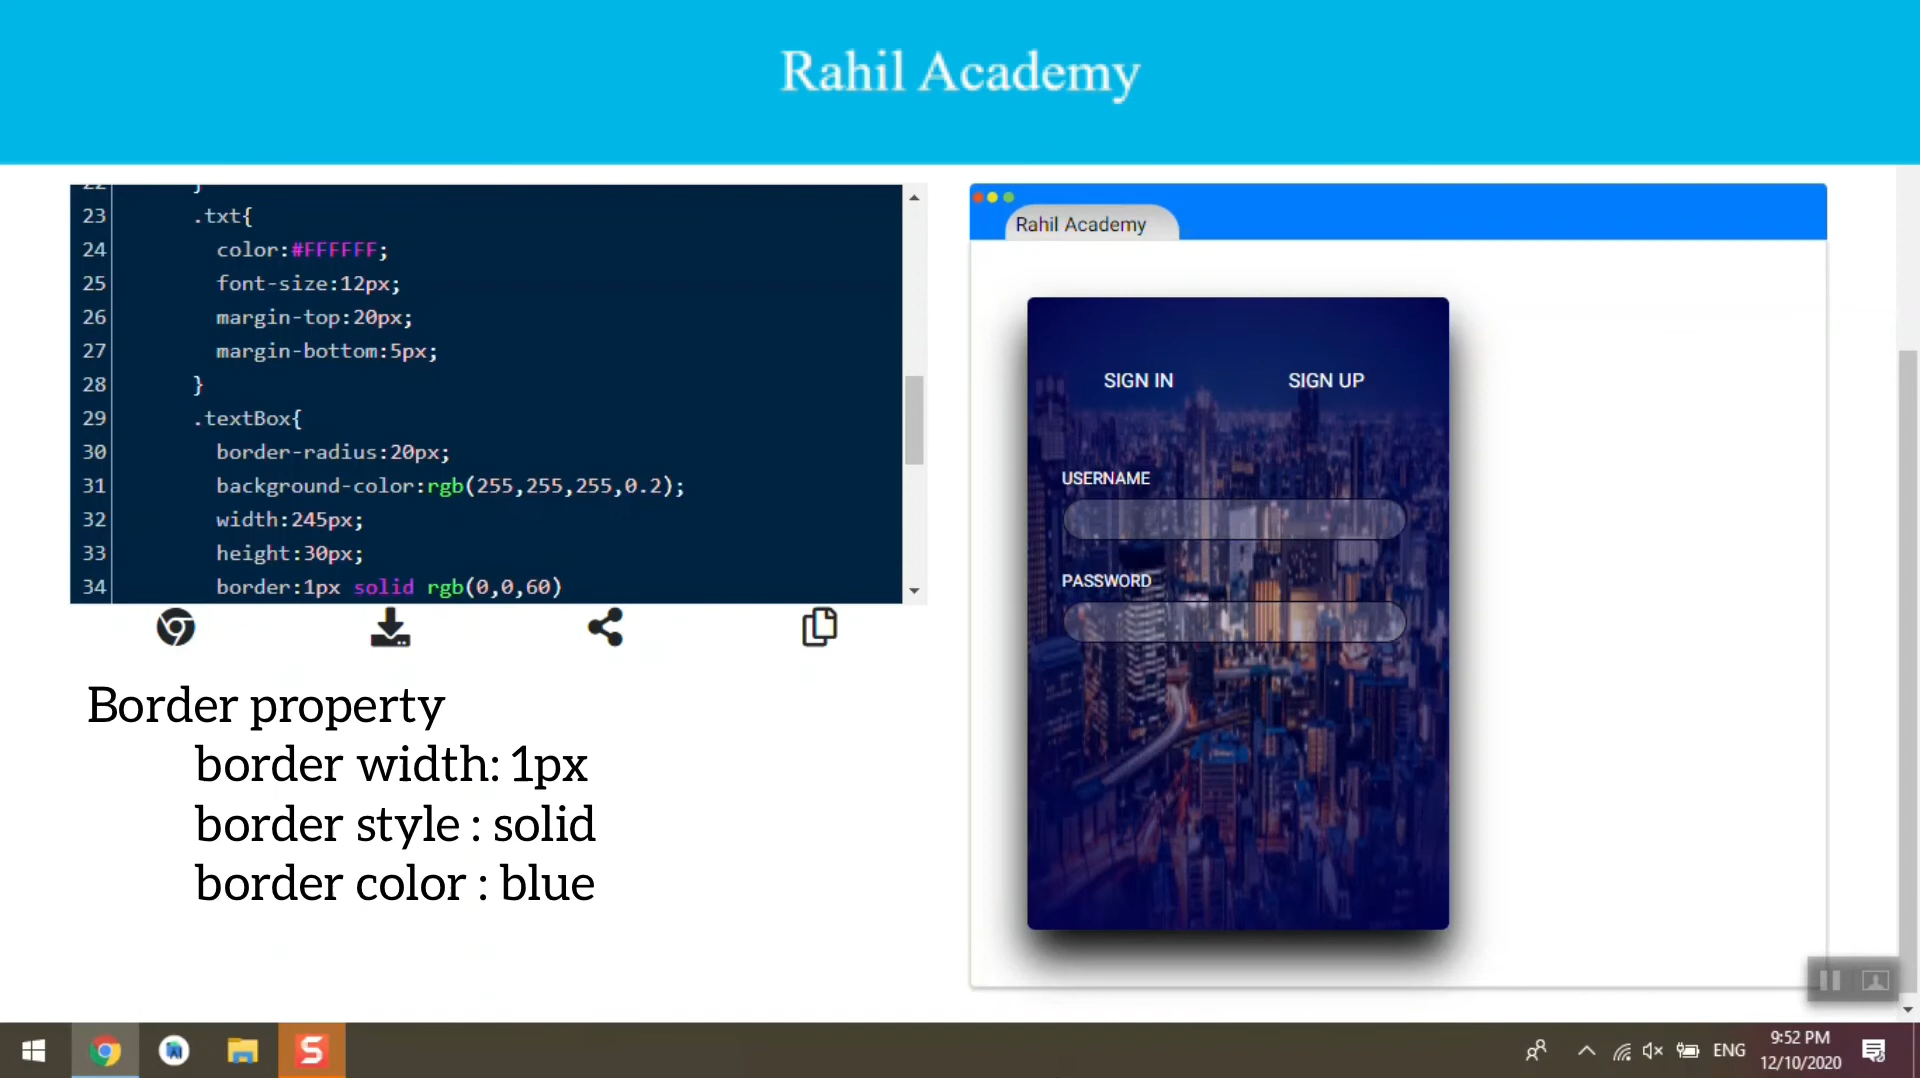 Rahil Academy
22 }
23 .txt{
24 color:#FFFFFF;
25 font-size:12px;
26 margin-top:20px;
27 margin-bottom:5px;
28 }
29 .textBox{
30 border-radius:20px;
31 background-color:rgb(255,255,255,0.2);
32 width:245px;
33 height:30px;
34 border:1px solid rgb(0,0,60)
Border property
border width: 1px
border style : solid
border color : blue
Rahil Academy
SIGN IN SIGN UP
USERNAME
PASSWORD
ENG
9:52 PM
12/10/2020